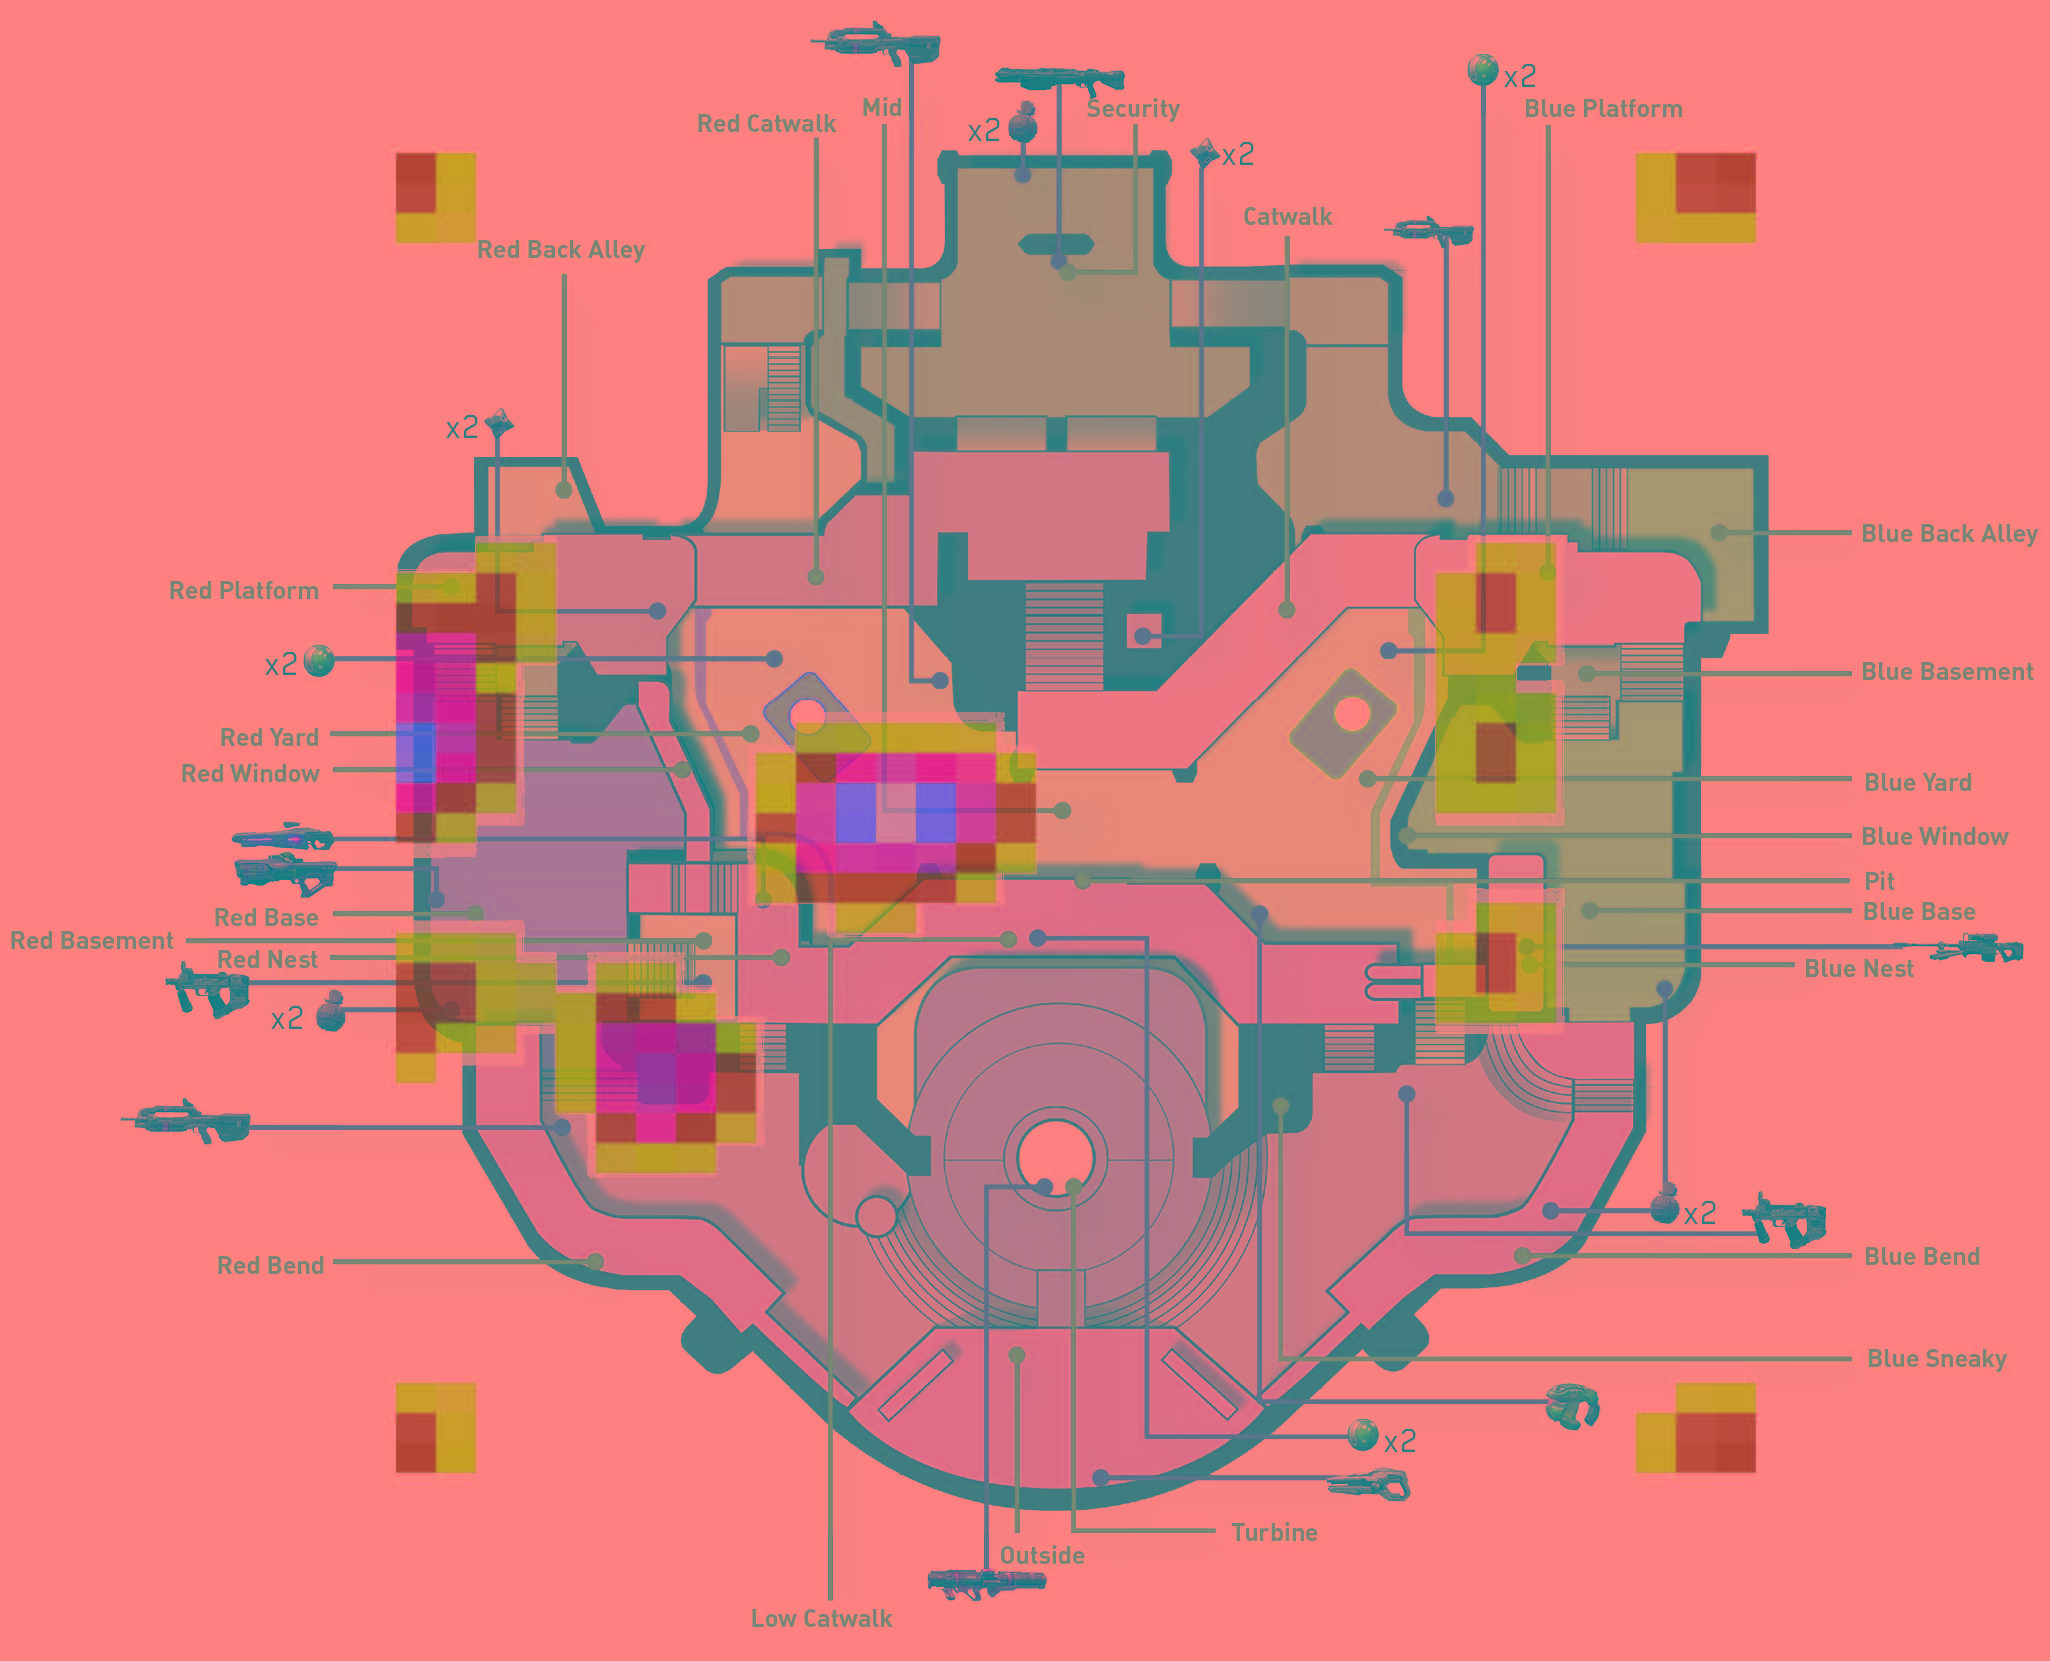 x2
Mid
Security
Blue Platform
Red Catwalk
x2
x2
Catwalk
Red Back Alley
x2
Blue Back Alley
Red Platform
x2
Blue Basement
Red Yard
Red Window
Blue Yard
Blue Window
Pit
Red Base
Blue Base
Red Basement
Red Nest
Blue Nest
x2
x2
Red Bend
Blue Bend
Blue Sneaky
x2
Turbine
Outside
Low Catwalk